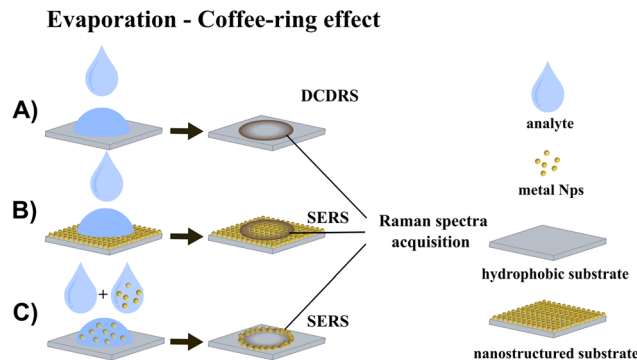 Evaporation - Coffee-ring effect
A)
DCDRS
B)
SERS
C)
+
SERS
Raman spectra
acquisition
analyte
metal Nps
hydrophobic substrate
nanostructured substrate